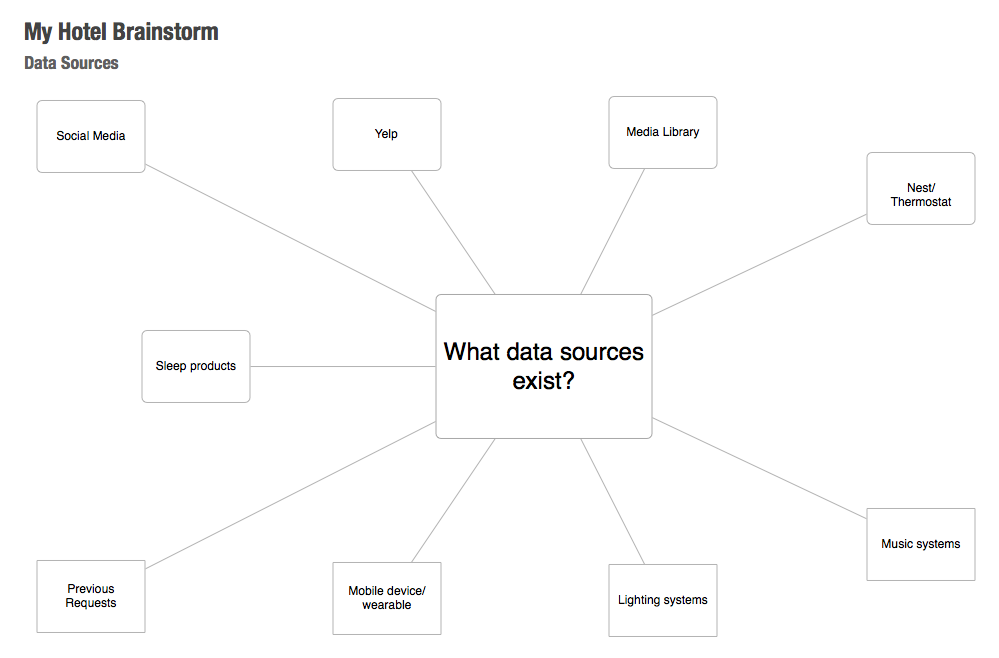 My Hotel Brainstorm
Data Sources
Social Media
Yelp
Media Library
Nest/
Thermostat
What data sources
exist?
Sleep products
Previous
Requests
Mobile device/
wearable
Lighting systems
Music systems